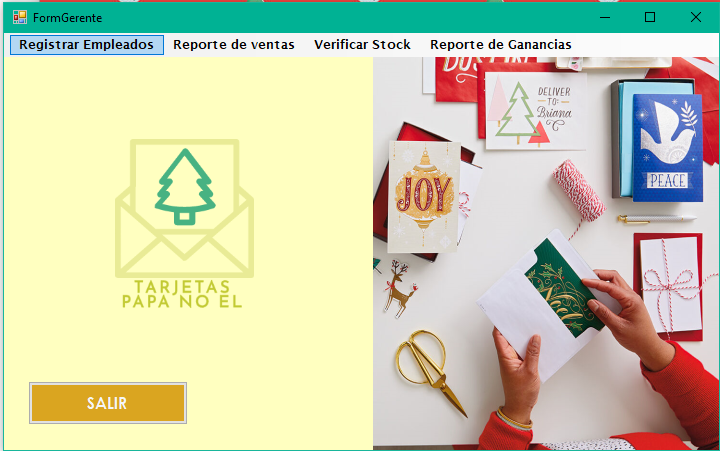 FormGerente
Registrar Empleados Reporte de ventas Verificar Stock Reporte de Ganancias
DELIVER
TO:
Briana
JOY
PEACE
TARJETAS
PAPA NO EL
SALIR